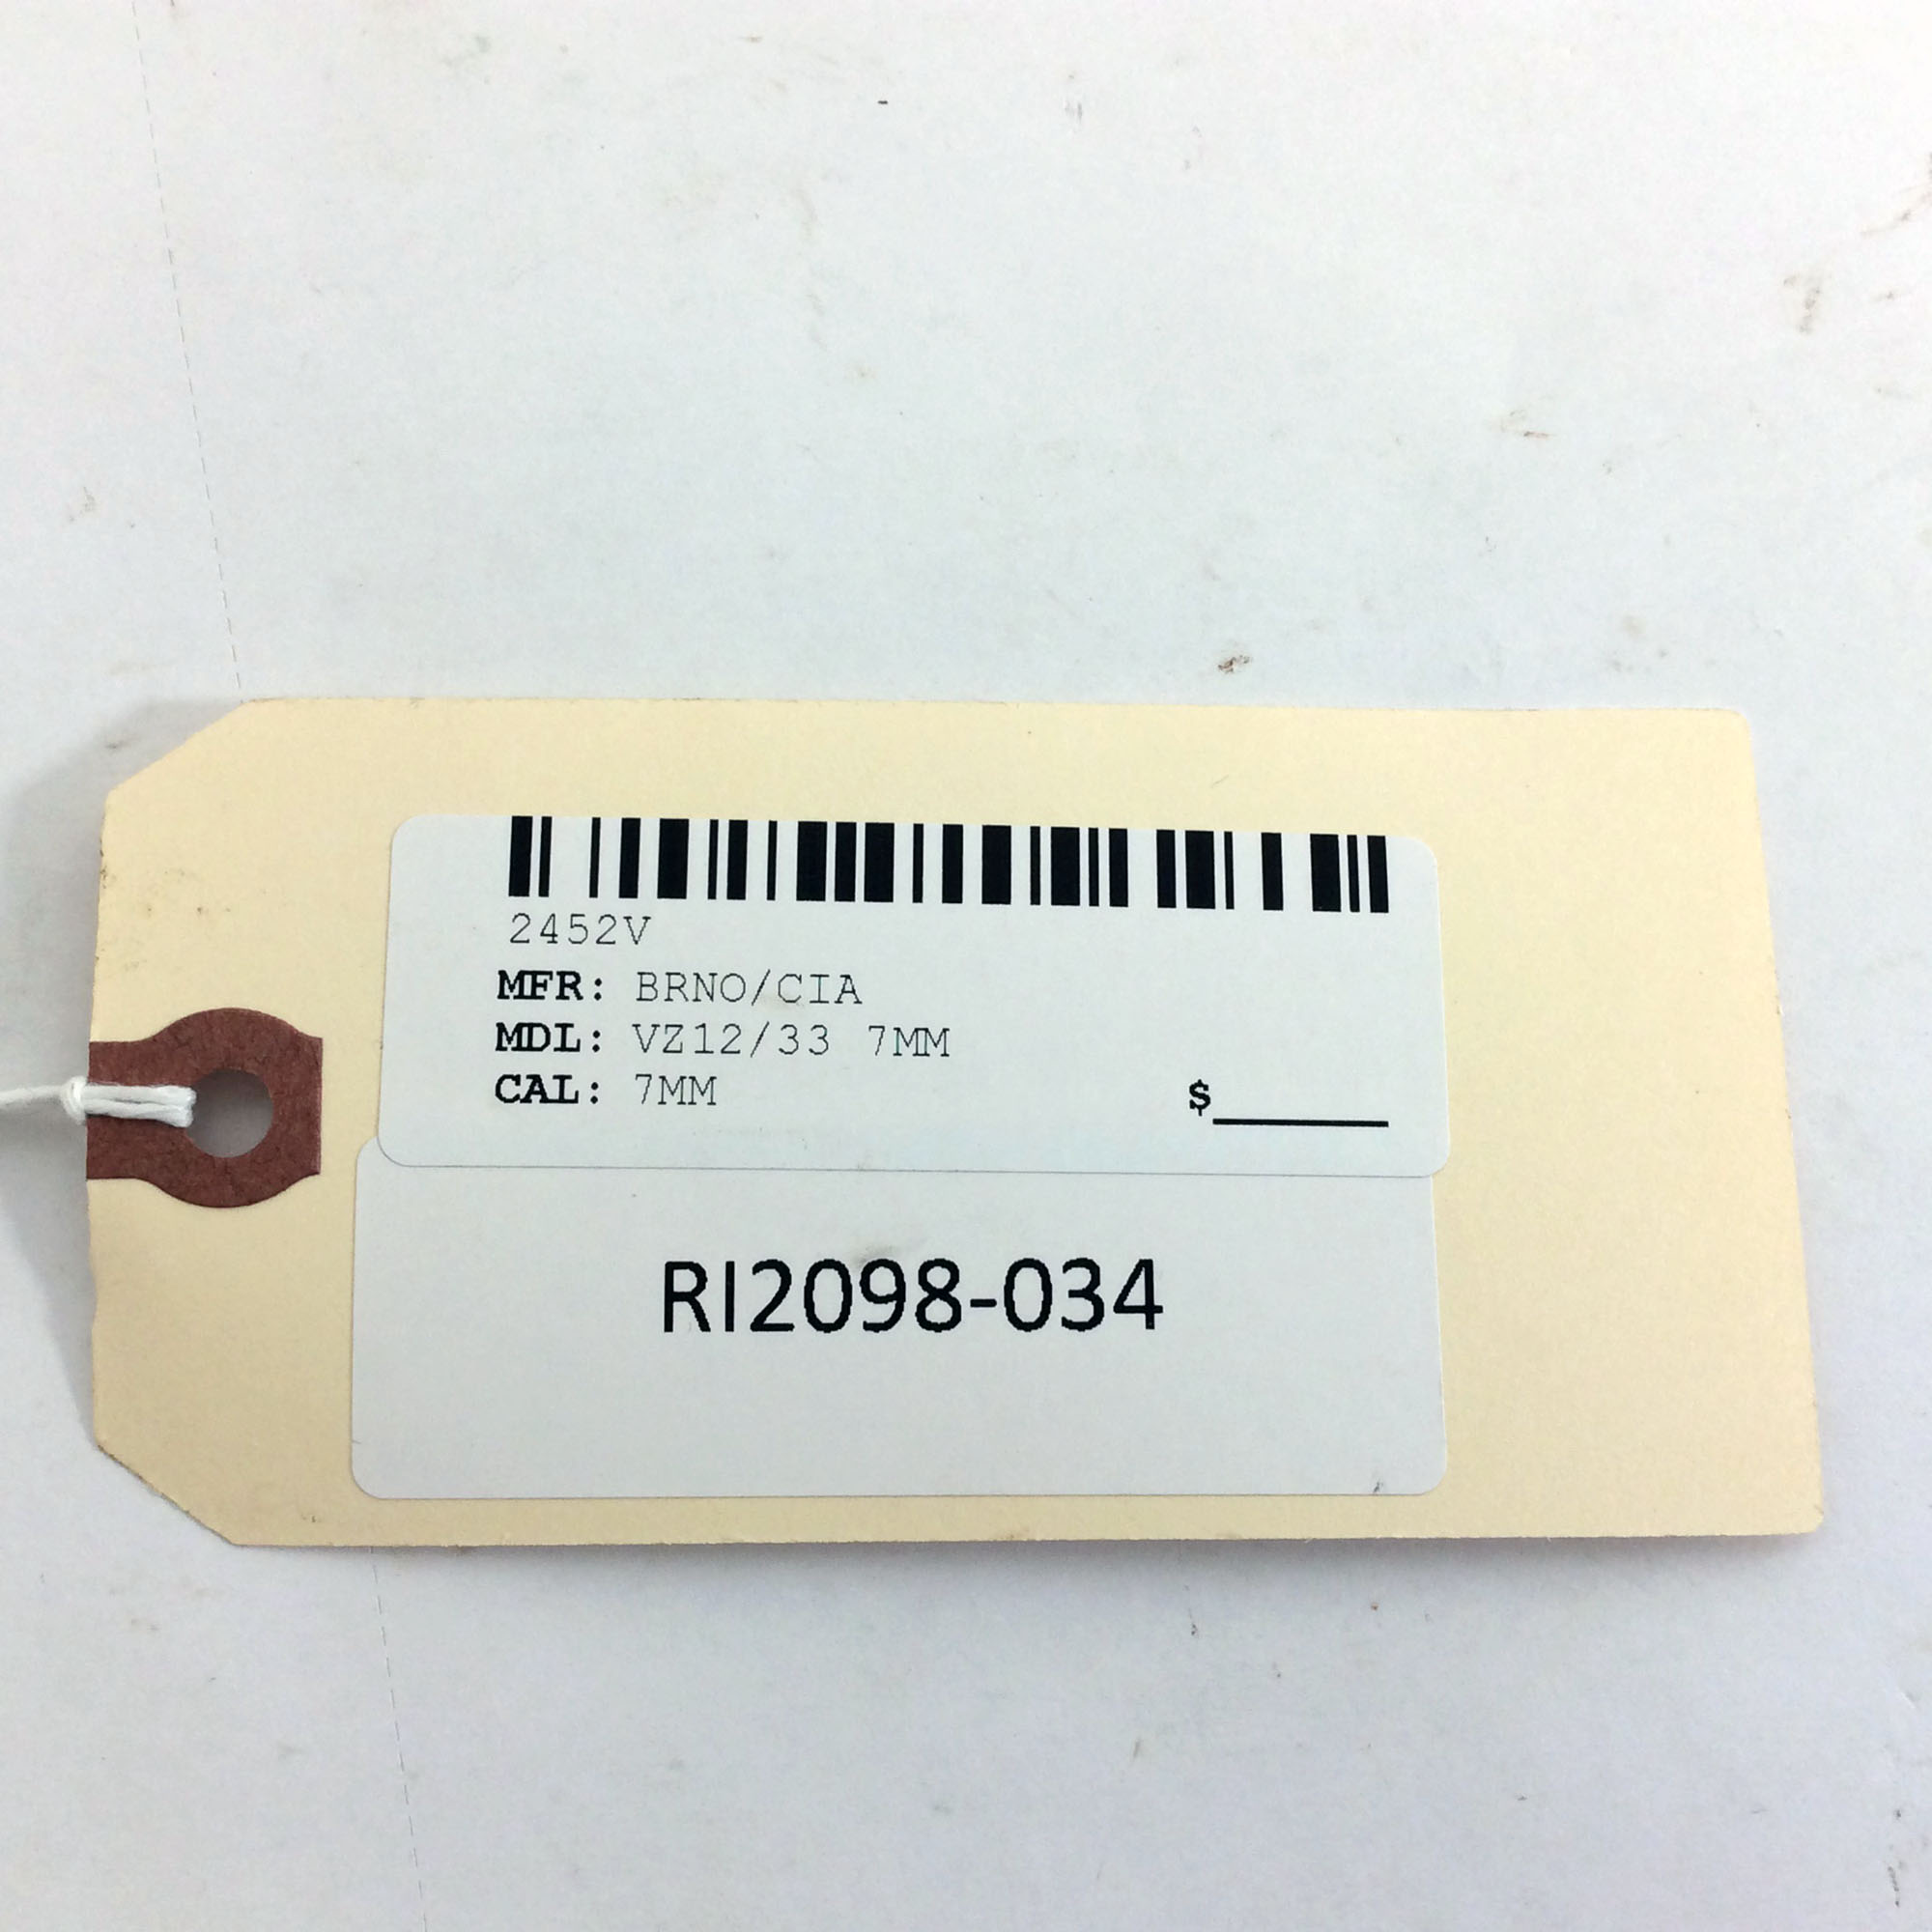 2452V
MFR: BRNO/CIA
MDL: VZ12/33 7MM
CAL: 7MM
$
RI2098-034